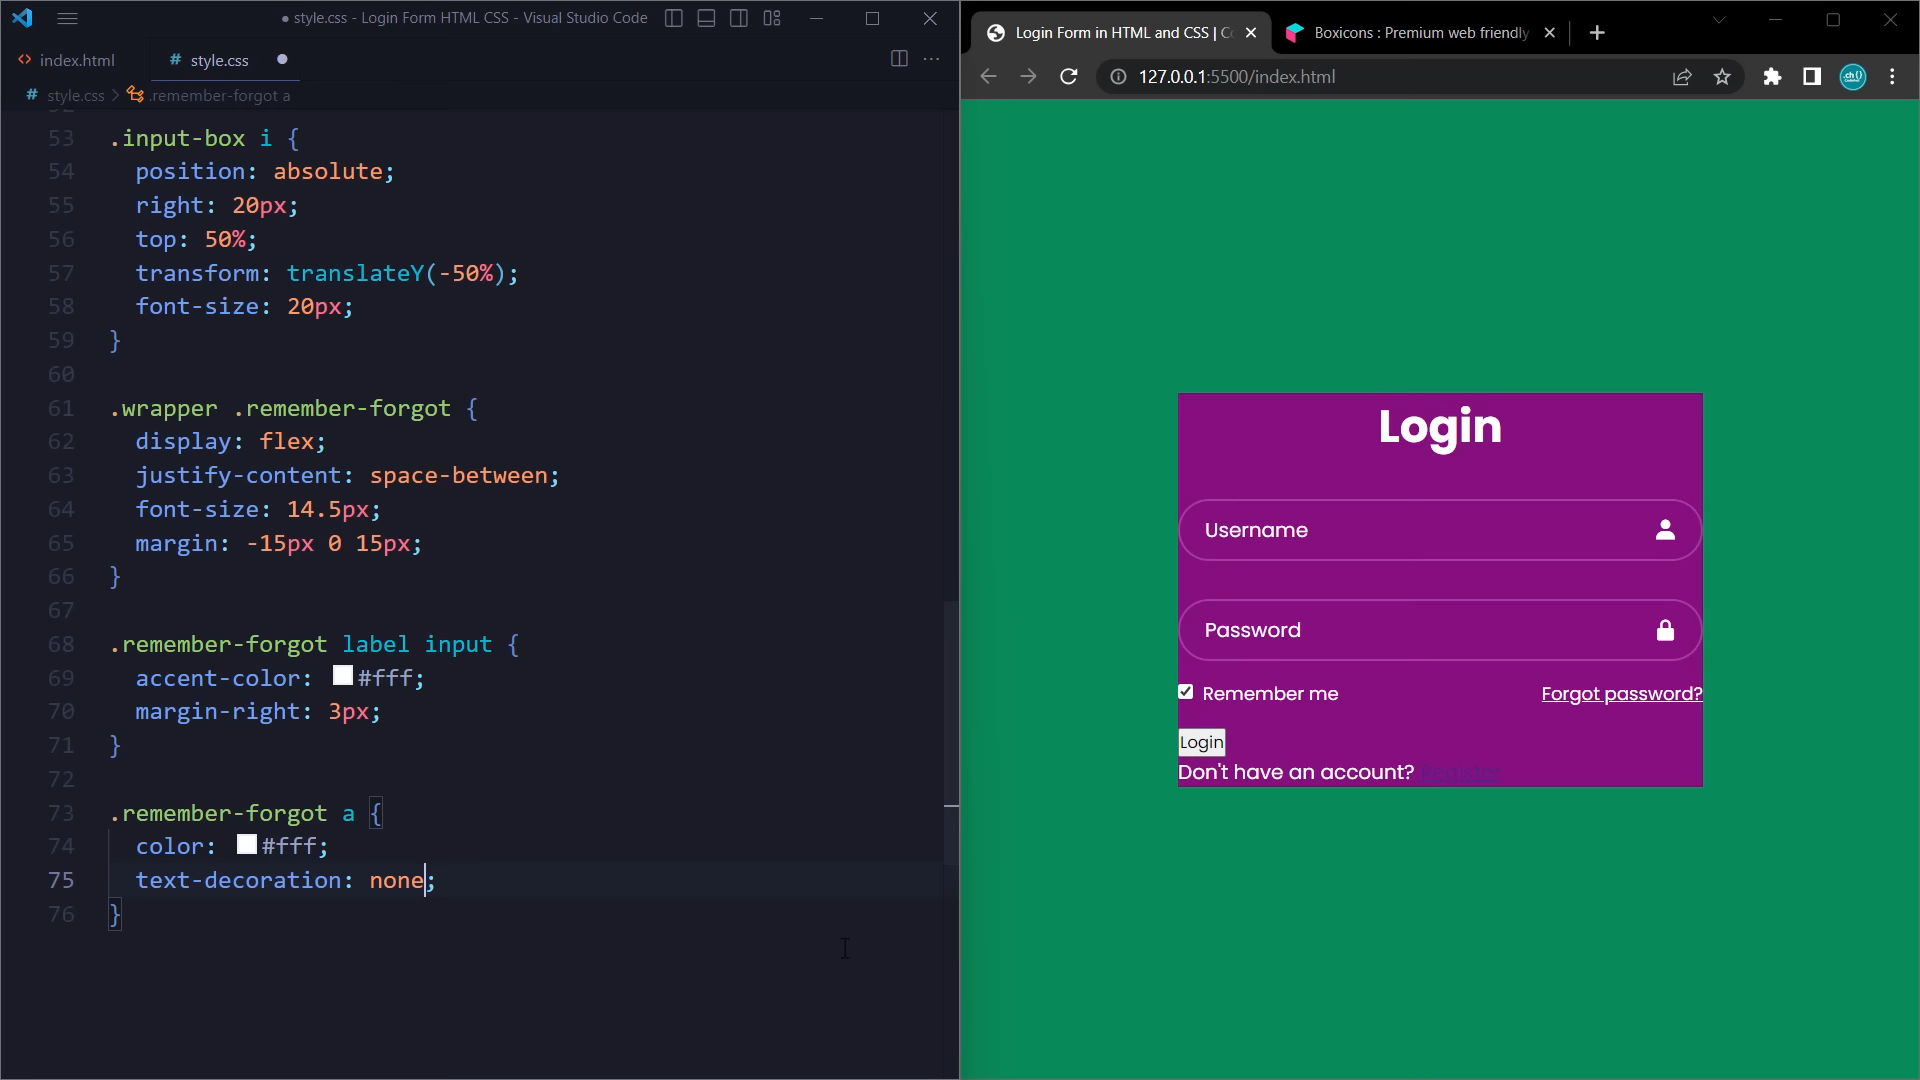 style.css - Login Form HTML CSS - Visual Studio Code
index.html
# style.css
# style.css > .remember-forgot a
53 .input-box i {
54 position: absolute;
55 right: 20px;
56 top: 50%;
57 transform: translateY(-50%);
58 font-size: 20px;
59 }
60
61 .wrapper .remember-forgot {
62 display: flex;
63 justify-content: space-between;
64 font-size: 14.5px;
65 margin: -15px 0 15px;
66 }
67
68 .remember-forgot label input {
69 accent-color: #fff;
70 margin-right: 3px;
71 }
72
73 .remember-forgot a {
74 color: #fff;
75 text-decoration: none;
76 }
Login Form in HTML and CSS | C
Boxicons : Premium web friendly
127.0.0.1:5500/index.html
Login
Username
Password
Remember me
Forgot password?
Login
Don't have an account? Register